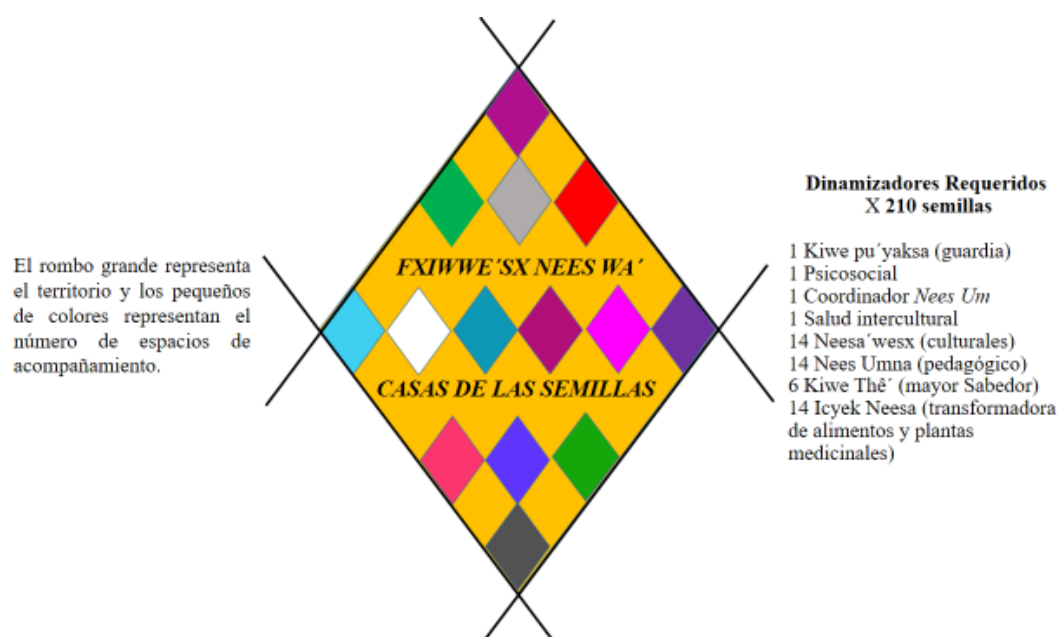 El rombo grande representa
el territorio y los pequeños
de colores representan el
número de espacios de
acompañamiento.
FXIWWE´SX NEES WA´
CASAS DE LAS SEMILLAS
Dinamizadores Requeridos
X 210 semillas
1 Kiwe pu´yaksa (guardia)
1 Psicosocial
1 Coordinador Nees Um
1 Salud intercultural
14 Neesa´wesx (culturales)
14 Nees Umna (pedagógico)
6 Kiwe Thê´ (mayor Sabedor)
14 Icyek Neesa (transformadora
de alimentos y plantas
medicinales)